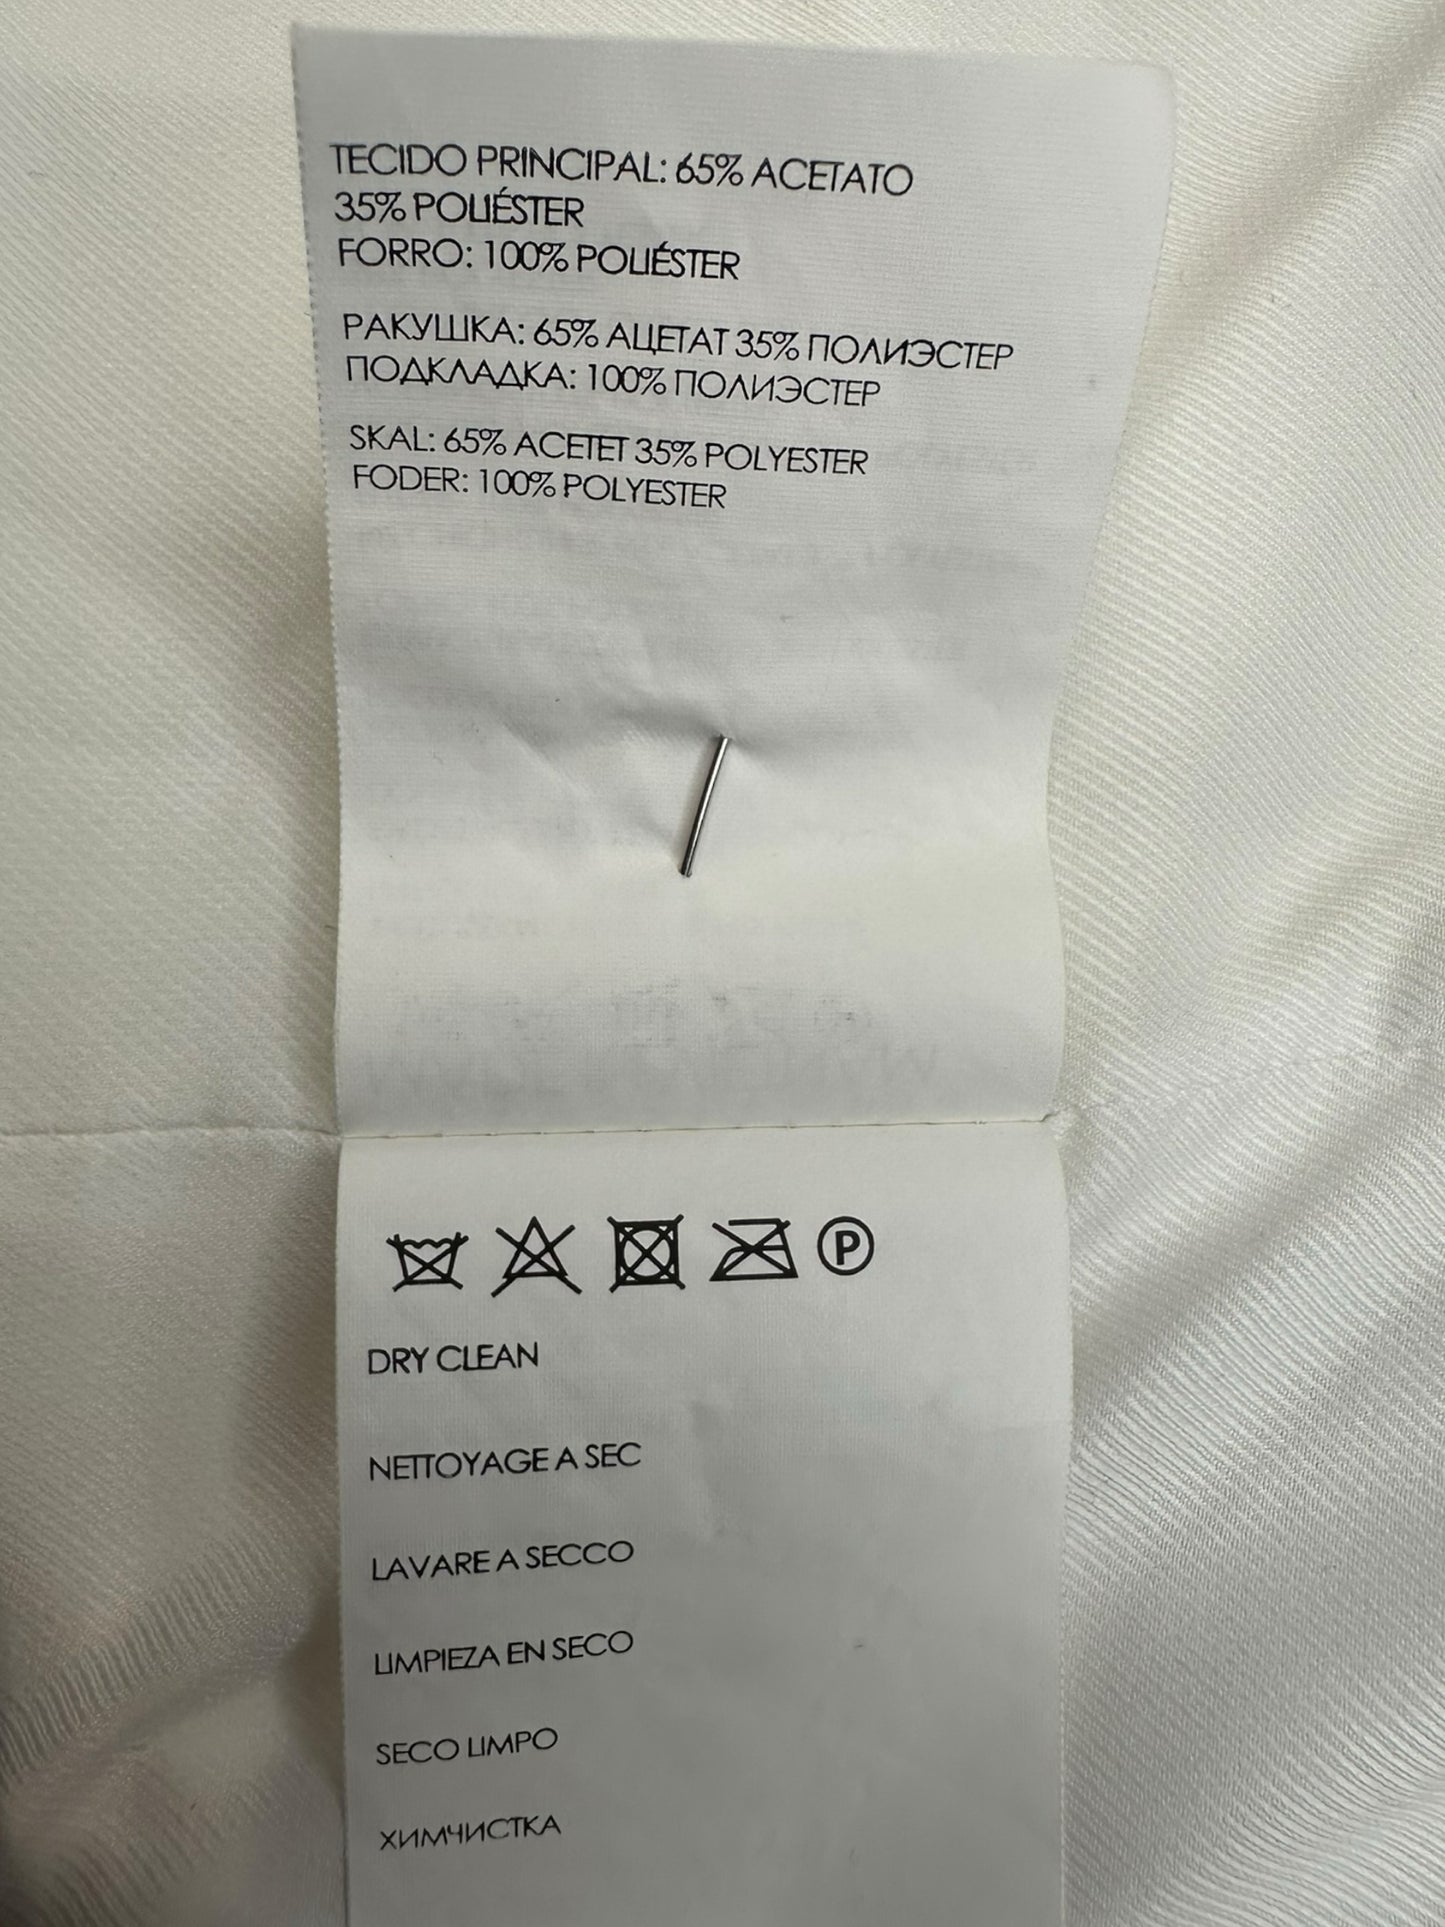 TECIDO PRINCIPAL: 65% ACETATO
35% POLIÉSTER
FORRO: 100% POLIÉSTER
РАКУШКА: 65% АЦЕТАТ 35% ПОЛИЭСТЕР
ПОДКЛАДКА: 100% ПОЛИЭСТЕР
SKAL: 65% ACETET 35% POLYESTER
FODER: 100% POLYESTER
P
DRY CLEAN
NETTOYAGE A SEC
LAVARE A SECCO
LIMPIEZA EN SECO
SECO LIMPO
ХИМЧИСТКА